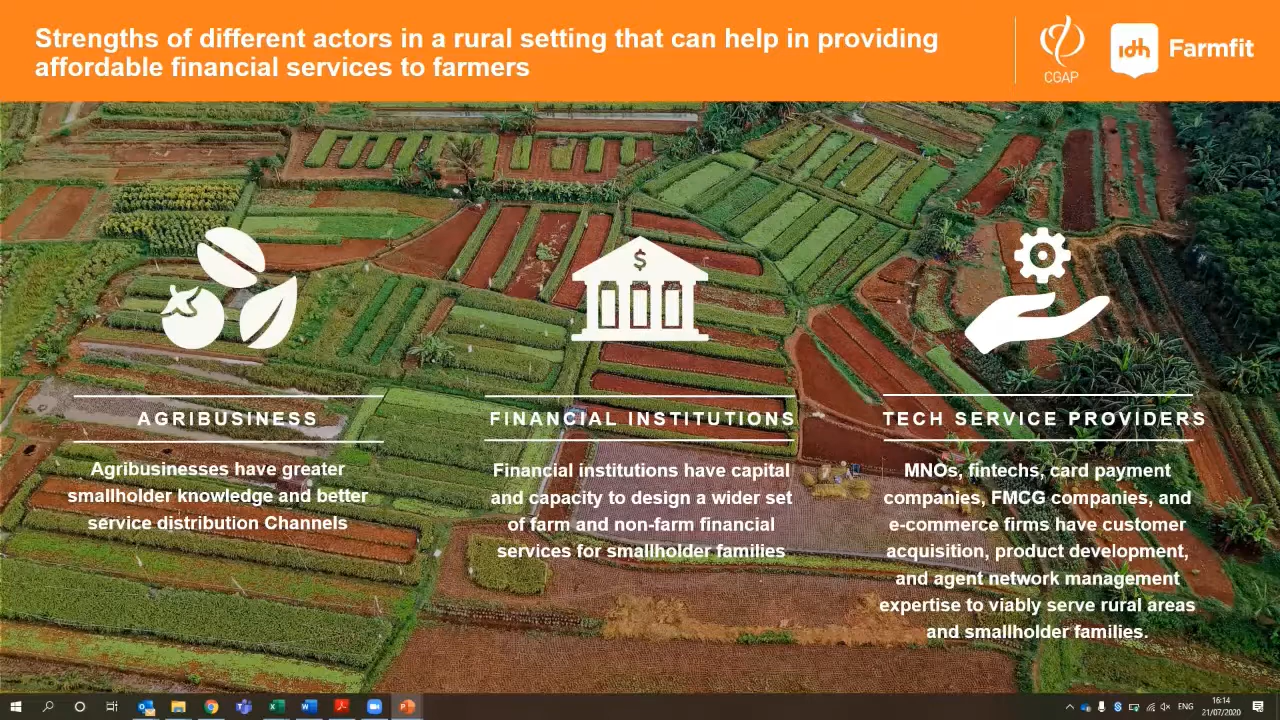 Strengths of different actors in a rural setting that can help in providing
affordable financial services to farmers
CGAP
idh
Farmfit
$
AGRIBUSINESS
Agribusinesses have greater
smallholder knowledge and better
service distribution Channels
FINANCIAL INSTITUTIONS
Financial institutions have capital
and capacity to design a wider set
of farm and non-farm financial
services for smallholder families
TECH SERVICE PROVIDERS
MNOs, fintechs, card payment
companies, FMCG companies, and
e-commerce firms have customer
acquisition, product development,
and agent network management
expertise to viably serve rural areas
and smallholder families.
ENG
16:14
21/07/2020